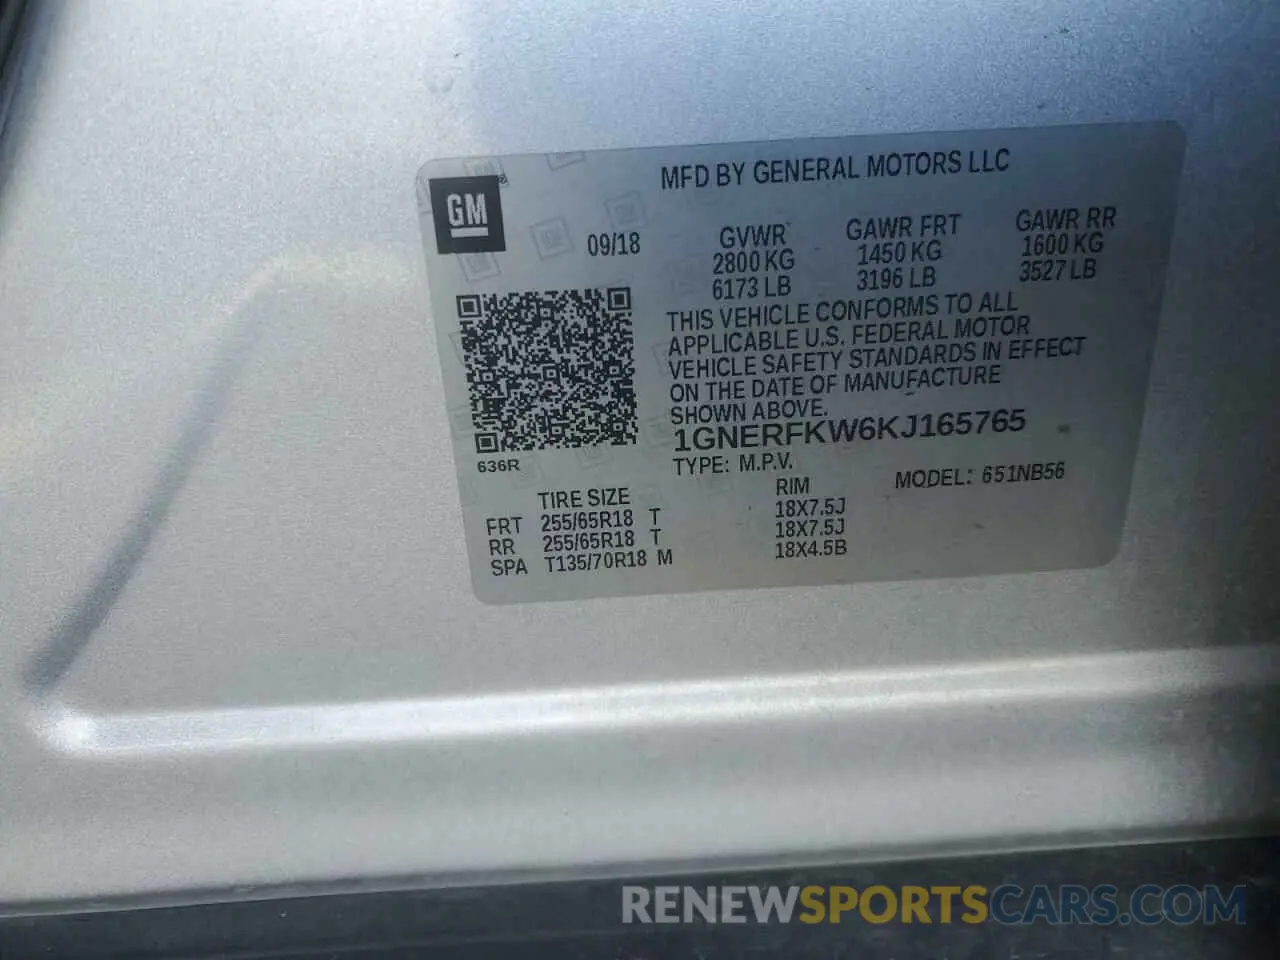 MFD BY GENERAL MOTORS LLC
GM ®
09/18
GVWR GAWR FRT GAWR RR
2800 KG 1450 KG 1600 KG
6173 LB 3196 LB 3527 LB
THIS VEHICLE CONFORMS TO ALL
APPLICABLE U.S. FEDERAL MOTOR
VEHICLE SAFETY STANDARDS IN EFFECT
ON THE DATE OF MANUFACTURE
SHOWN ABOVE.
1GNERFKW6KJ165765
636R
TYPE: M.P.V. MODEL: 651NB56
TIRE SIZE RIM
FRT 255/65R18 T 18X7.5J
RR 255/65R18 T 18X7.5J
SPA T135/70R18 M 18X4.5B
RENEWSPORTSCARS.COM